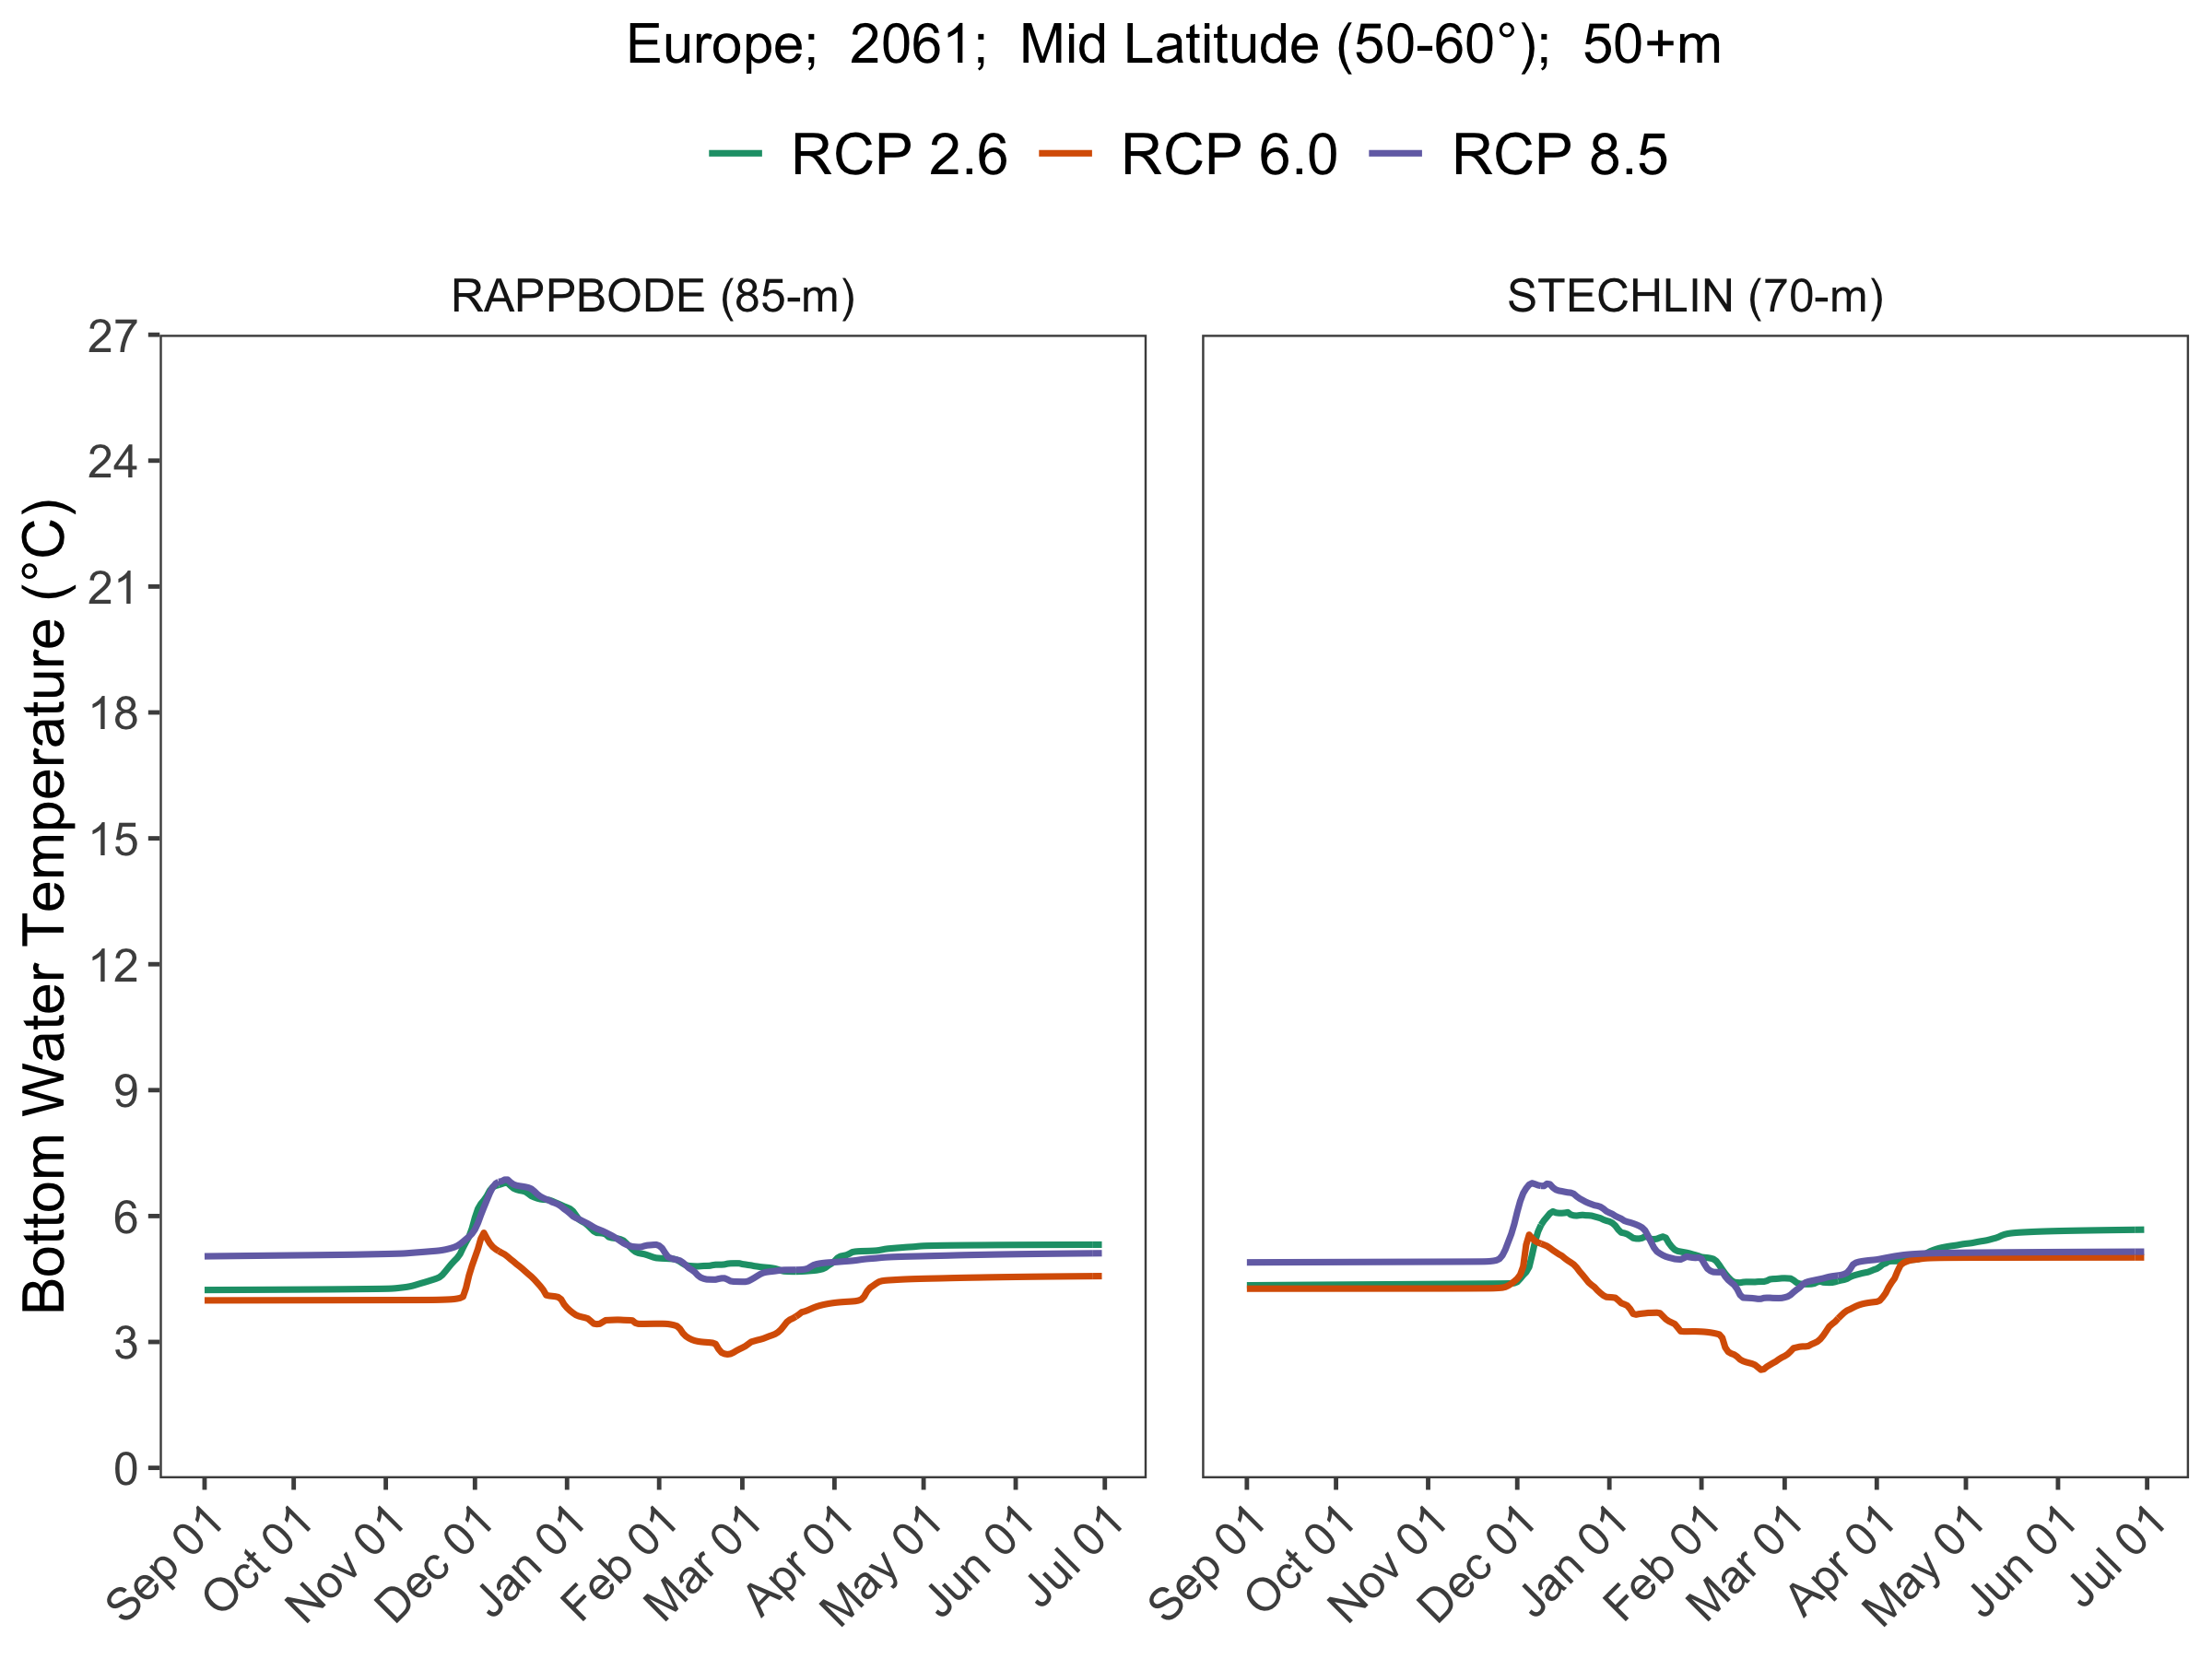 Europe; 2061; Mid Latitude (50-60°); 50+m
RCP 2.6 RCP 6.0 RCP 8.5
RAPPBODE (85-m) STECHLIN (70-m)
Bottom Water Temperature (°C)
27
24
21
18
15
12
9
6
3
0
Sep 01 Oct 01 Nov 01 Dec 01 Jan 01 Feb 01 Mar 01 Apr 01 May 01 Jun 01 Jul 01 Sep 01 Oct 01 Nov 01 Dec 01 Jan 01 Feb 01 Mar 01 Apr 01 May 01 Jun 01 Jul 01